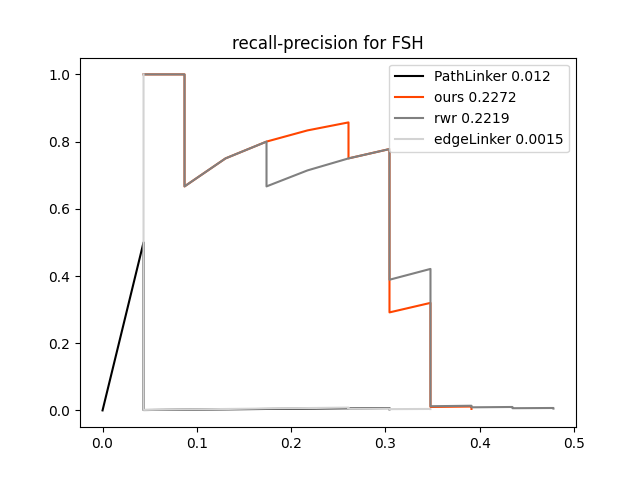 recall-precision for FSH
PathLinker 0.012
ours 0.2272
rwr 0.2219
edgeLinker 0.0015
1.0
0.8
0.6
0.4
0.2
0.0
0.0 0.1 0.2 0.3 0.4 0.5